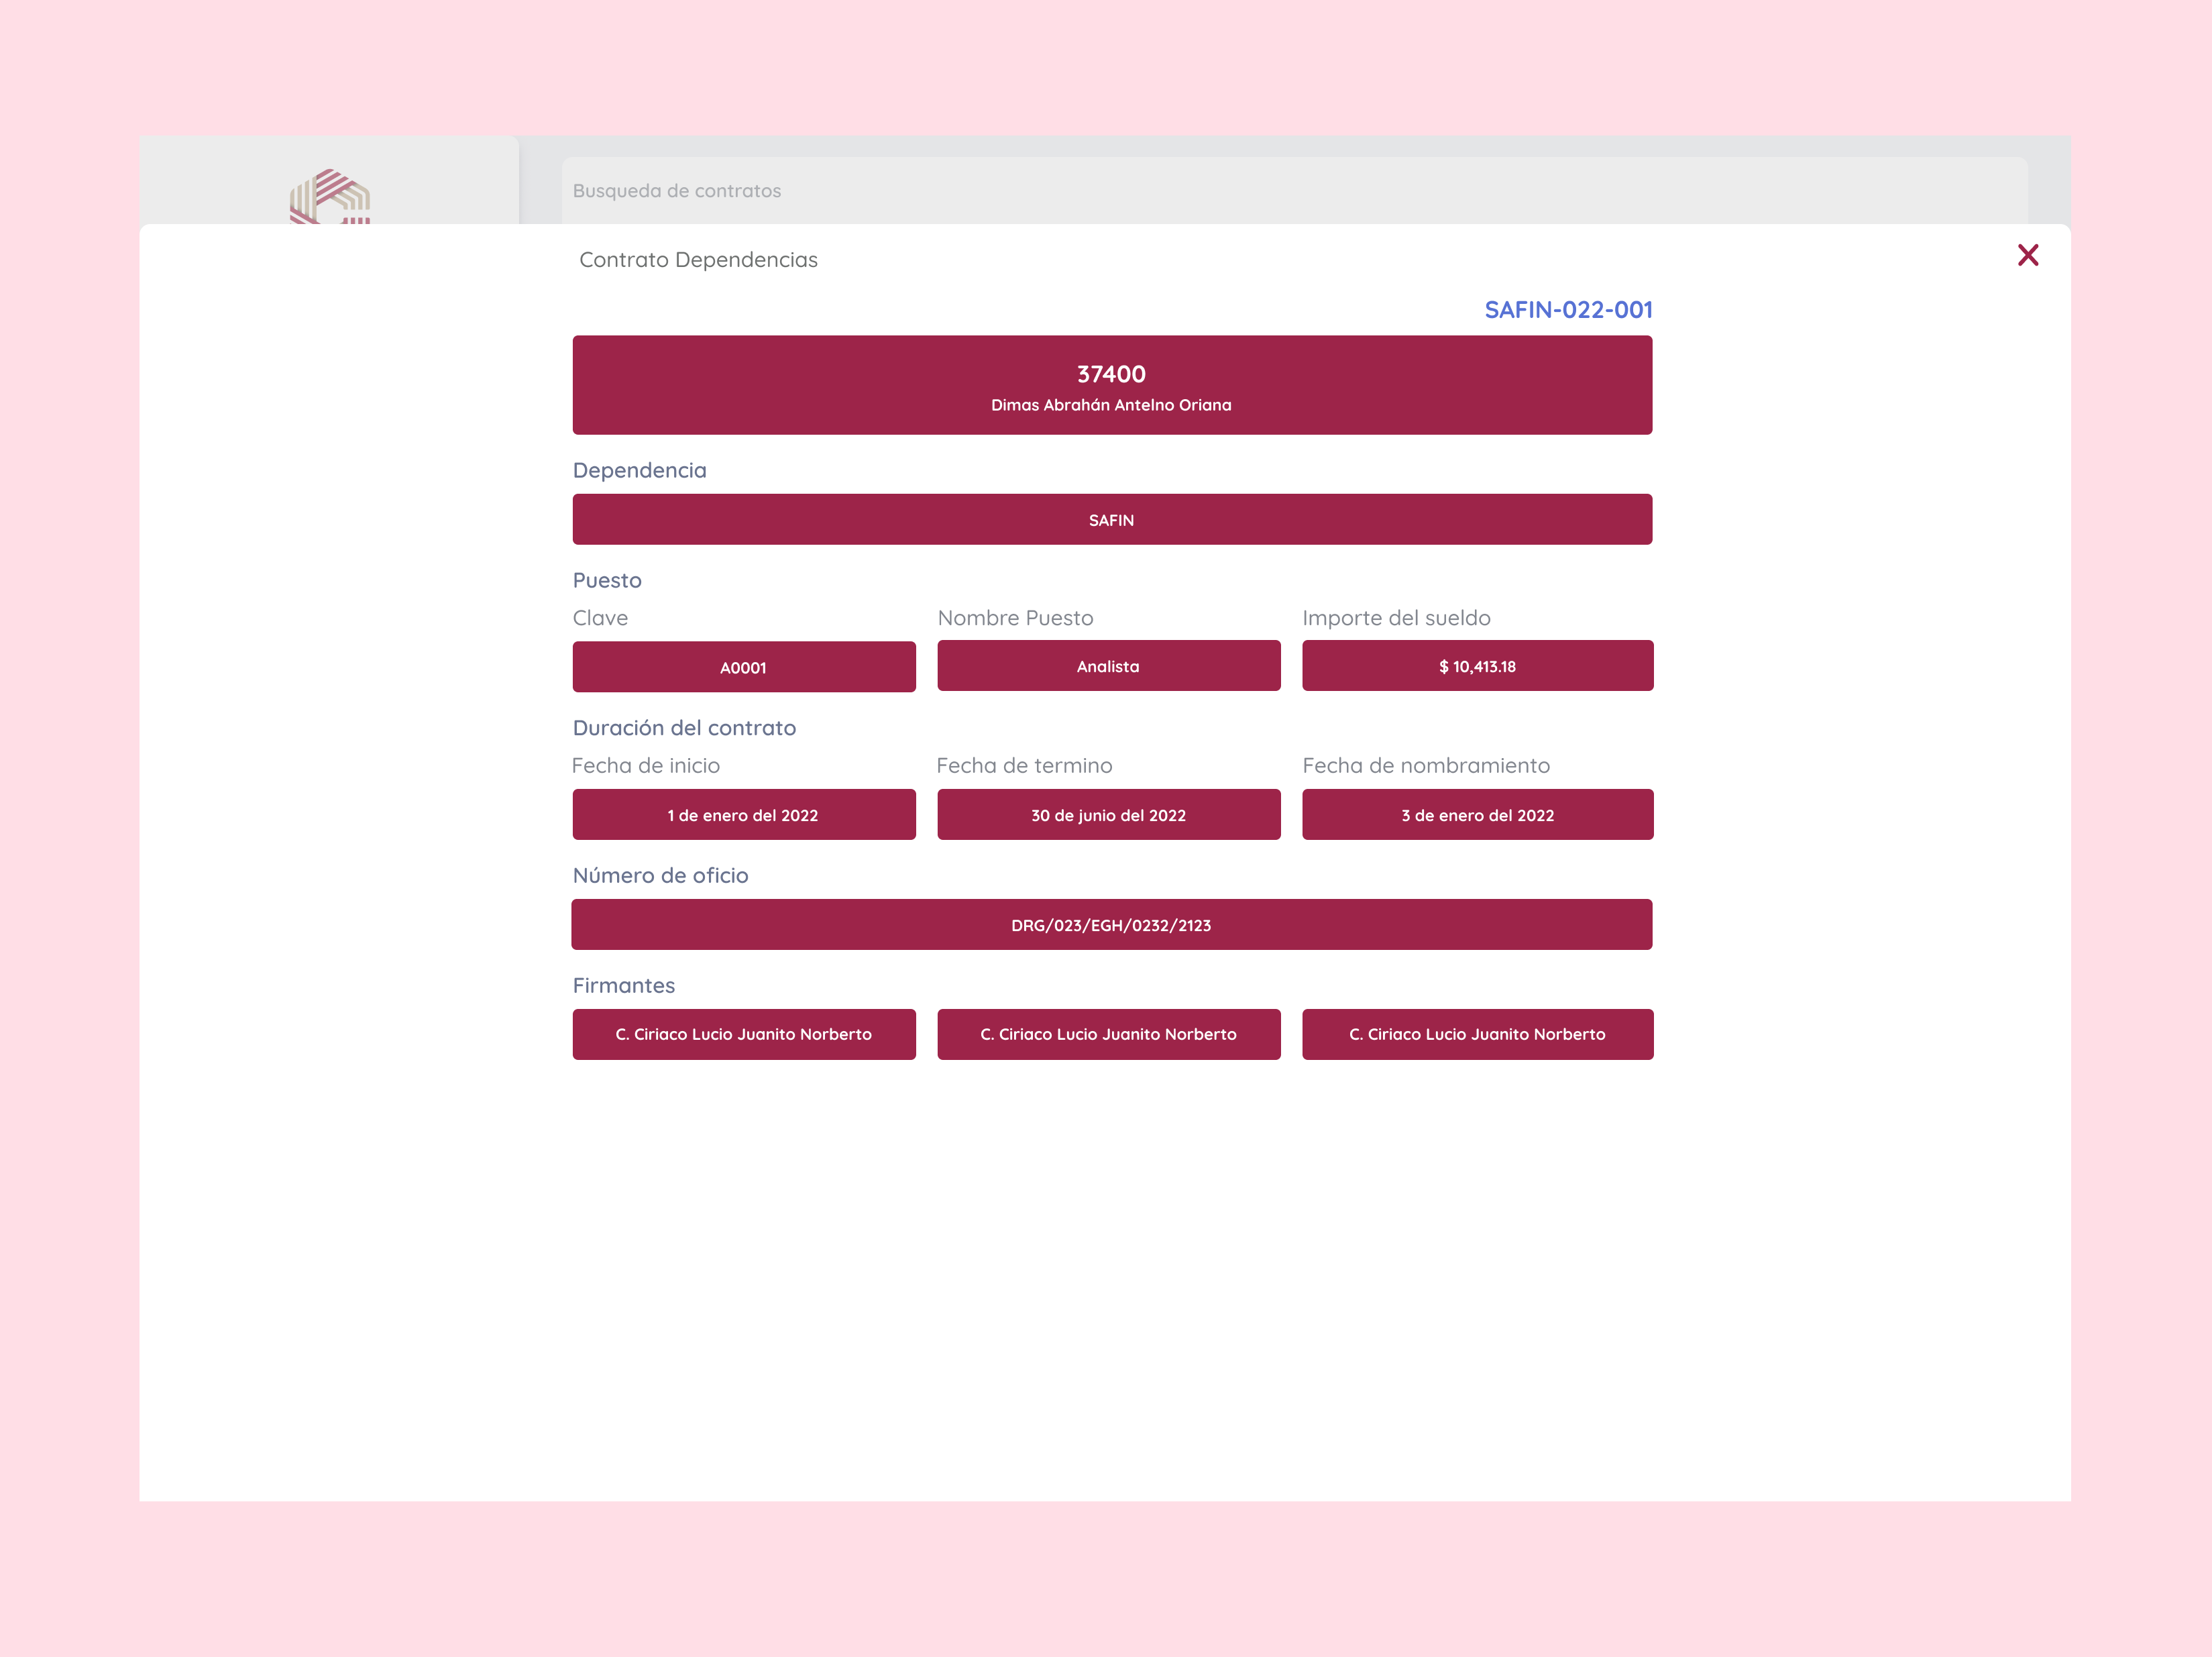 Busqueda de contratos
Contrato Dependencias
SAFIN-022-001
37400
Dimas Abrahán Antelno Oriana
Dependencia
SAFIN
Puesto
Clave
Nombre Puesto
Importe del sueldo
A0001
Analista
$ 10,413.18
Duración del contrato
Fecha de inicio
Fecha de termino
Fecha de nombramiento
1 de enero del 2022
30 de junio del 2022
3 de enero del 2022
Número de oficio
DRG/023/EGH/0232/2123
Firmantes
C. Ciriaco Lucio Juanito Norberto
C. Ciriaco Lucio Juanito Norberto
C. Ciriaco Lucio Juanito Norberto